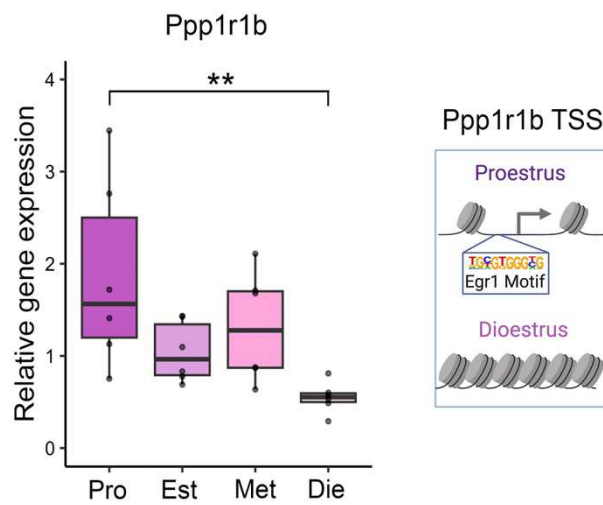 Ppp1r1b
**
4
3
2
1
0
Relative gene expression
Pro Est Met Die
Ppp1r1b TSS
Proestrus
Egr1 Motif
Dioestrus